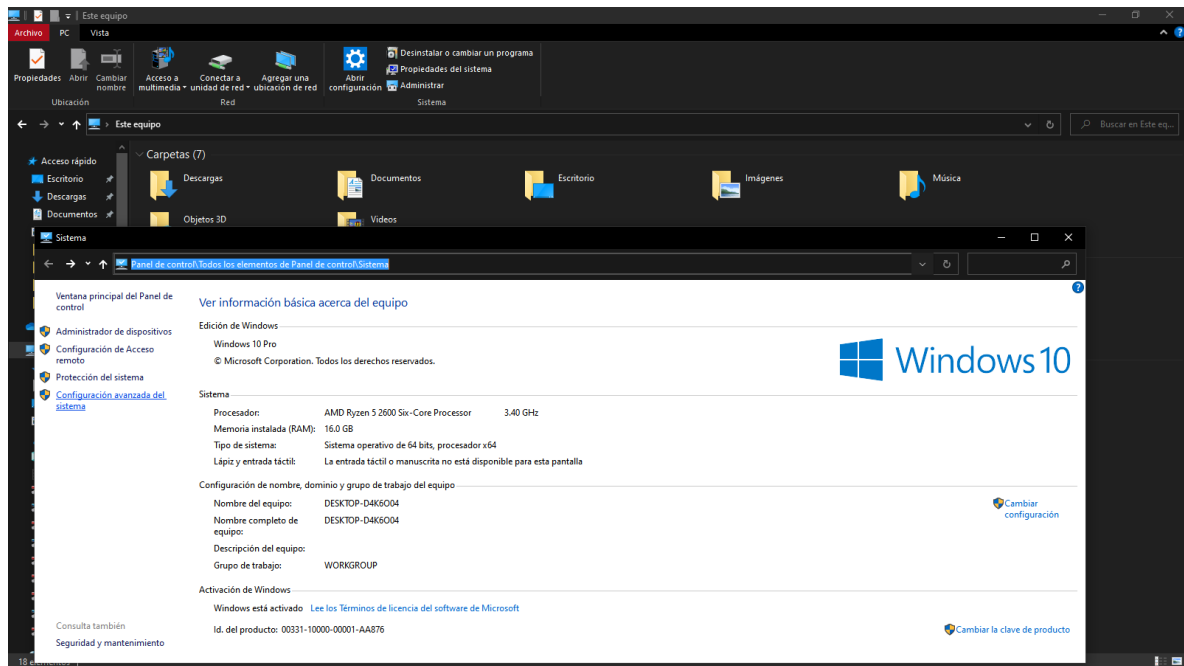 Este equipo
Archivo PC Vista
Propiedades Abrir Cambiar nombre
Acceso a multimedia Conectar a unidad de red Agregar una ubicación de red
Abrir configuración
Desinstalar o cambiar un programa
Propiedades del sistema
Administrar
Ubicación Red Sistema
Este equipo
Buscar en Este eq...
Acceso rápido
Escritorio
Descargas
Documentos
Carpetas (7)
Descargas Documentos Escritorio Imágenes Música
Objetos 3D Videos
Sistema
Panel de control\Todos los elementos de Panel de control\Sistema
Ventana principal del Panel de
control
Administrador de dispositivos
Configuración de Acceso
remoto
Protección del sistema
Configuración avanzada del
sistema
Ver información básica acerca del equipo
Edición de Windows
Windows 10 Pro
© Microsoft Corporation. Todos los derechos reservados.
Windows 10
Sistema
Procesador: AMD Ryzen 5 2600 Six-Core Processor 3.40 GHz
Memoria instalada (RAM): 16.0 GB
Tipo de sistema: Sistema operativo de 64 bits, procesador x64
Lápiz y entrada táctil: La entrada táctil o manuscrita no está disponible para esta pantalla
Configuración de nombre, dominio y grupo de trabajo del equipo
Nombre del equipo: DESKTOP-D4K6O04
Cambiar
configuración
Nombre completo de
equipo: DESKTOP-D4K6O04
Descripción del equipo:
Grupo de trabajo: WORKGROUP
Activación de Windows
Windows está activado Lee los Términos de licencia del software de Microsoft
Id. del producto: 00331-10000-00001-AA876
Cambiar la clave de producto
Consulta también
Seguridad y mantenimiento
18